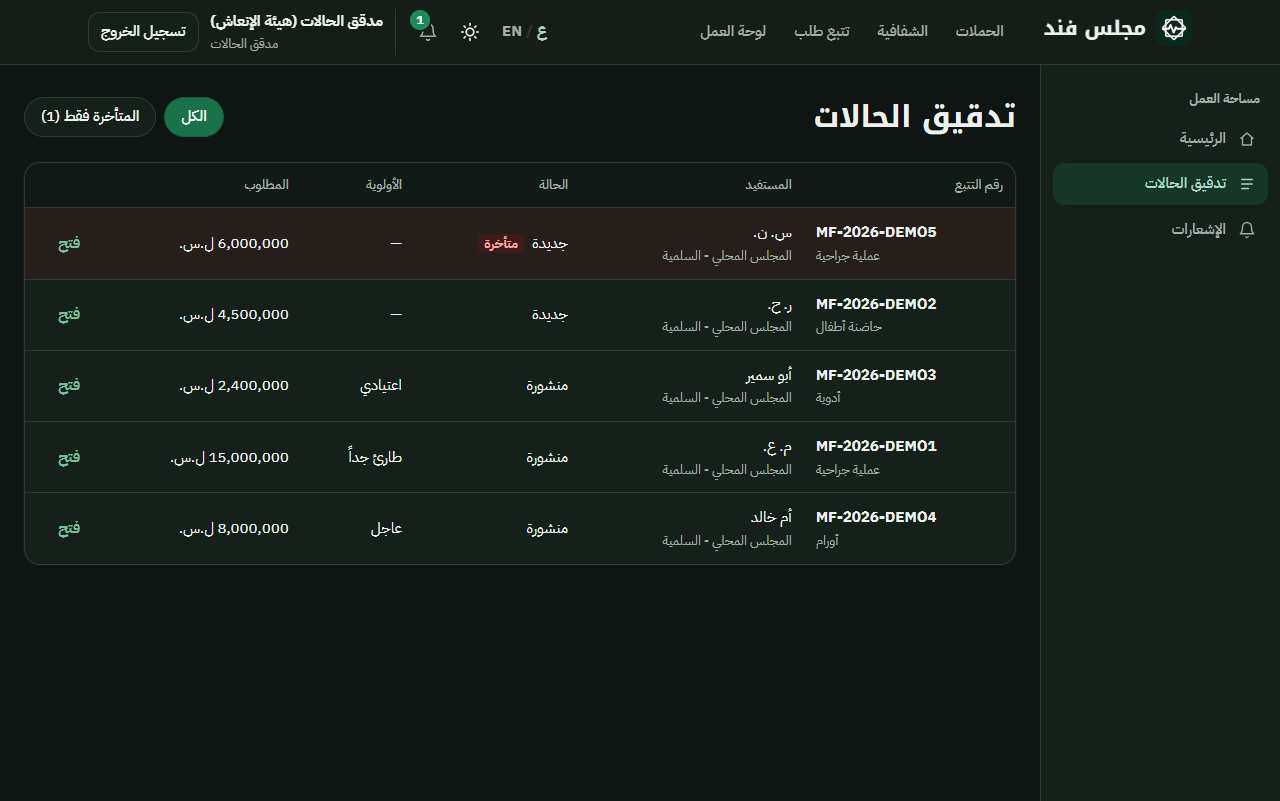 مجلس فند
الحملات
الشفافية
تتبع طلب
لوحة العمل
ع / EN
1
مدقق الحالات (هيئة الإنعاش)
مدقق الحالات
تسجيل الخروج
مساحة العمل
الرئيسية
تدقيق الحالات
الإشعارات
تدقيق الحالات
الكل
المتأخرة فقط (1)
رقم التتبع المستفيد الحالة الأولوية المطلوب
MF-2026-DEMO5 س. ن. جديدة متأخرة — 6,000,000 ل.س. فتح
عملية جراحية المجلس المحلي - السلمية
MF-2026-DEMO2 ر. ح. جديدة — 4,500,000 ل.س. فتح
حاضنة أطفال المجلس المحلي - السلمية
MF-2026-DEMO3 أبو سمير منشورة اعتيادي 2,400,000 ل.س. فتح
أدوية المجلس المحلي - السلمية
MF-2026-DEMO1 م. ع. منشورة طارئ جداً 15,000,000 ل.س. فتح
عملية جراحية المجلس المحلي - السلمية
MF-2026-DEMO4 أم خالد منشورة عاجل 8,000,000 ل.س. فتح
أورام المجلس المحلي - السلمية